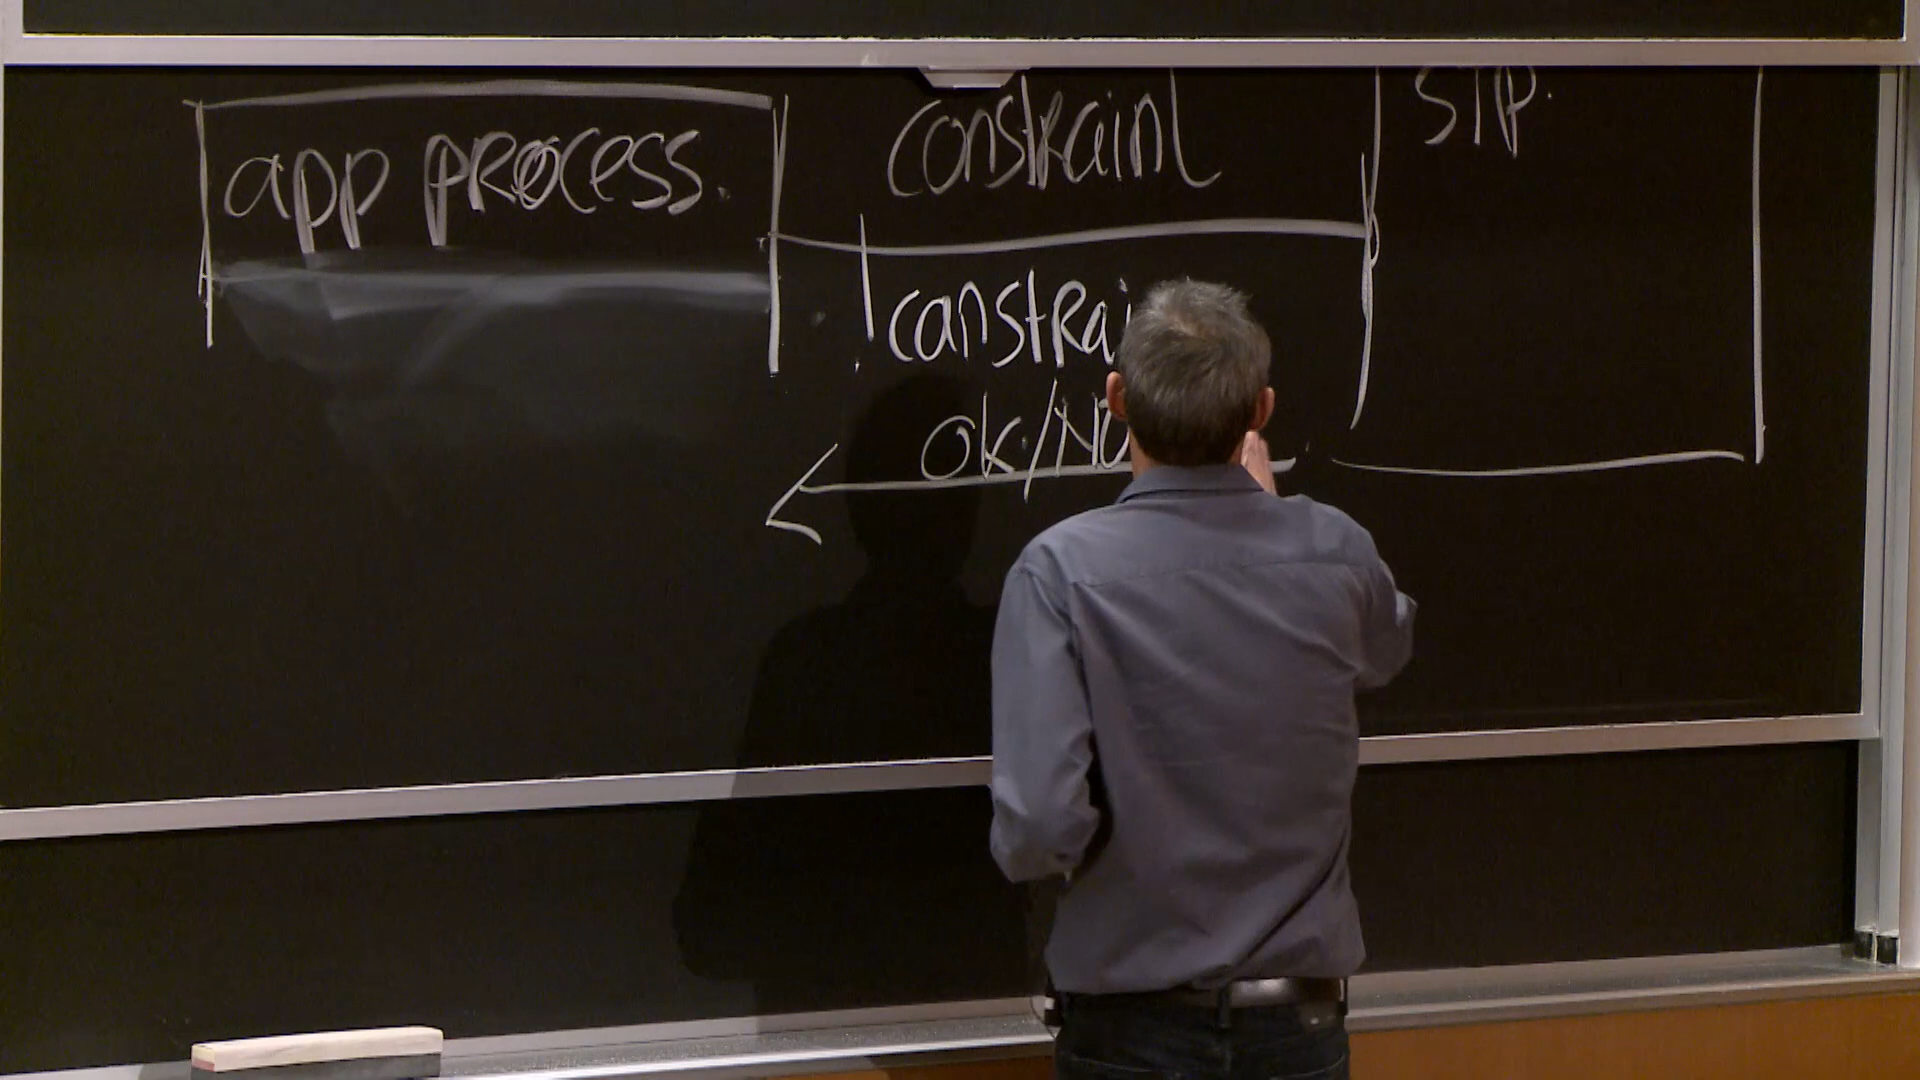 app process.
constraint
STP.
!constrai
ok/NO